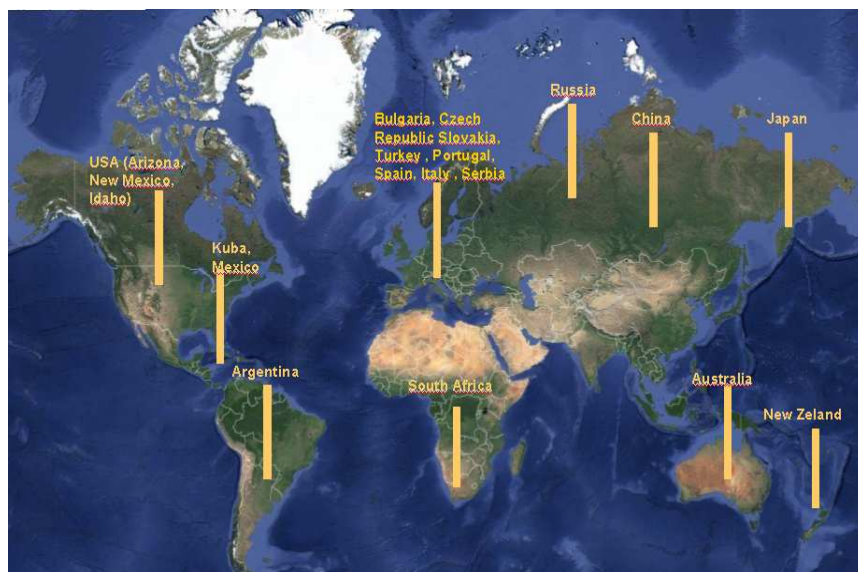 Russia
Bulgaria, Czech
Republic Slovakia,
Turkey , Portugal,
Spain, Italy , Serbia
China
Japan
USA (Arizona,
New Mexico,
Idaho)
Kuba,
Mexico
Argentina
South Africa
Australia
New Zeland